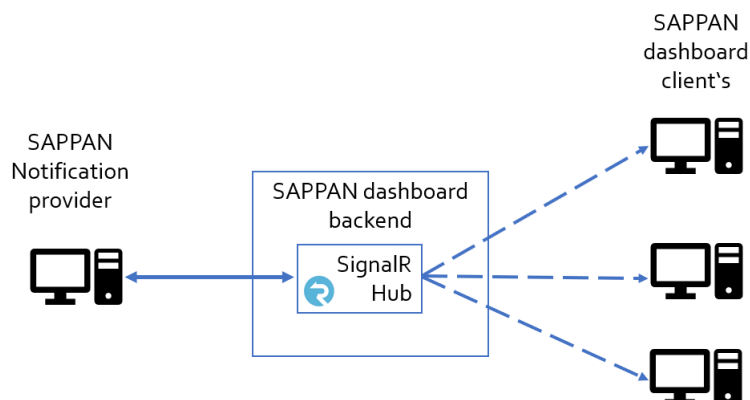 SAPPAN
dashboard
client‘s
SAPPAN
Notification
provider
SAPPAN dashboard
backend
SignalR
Hub